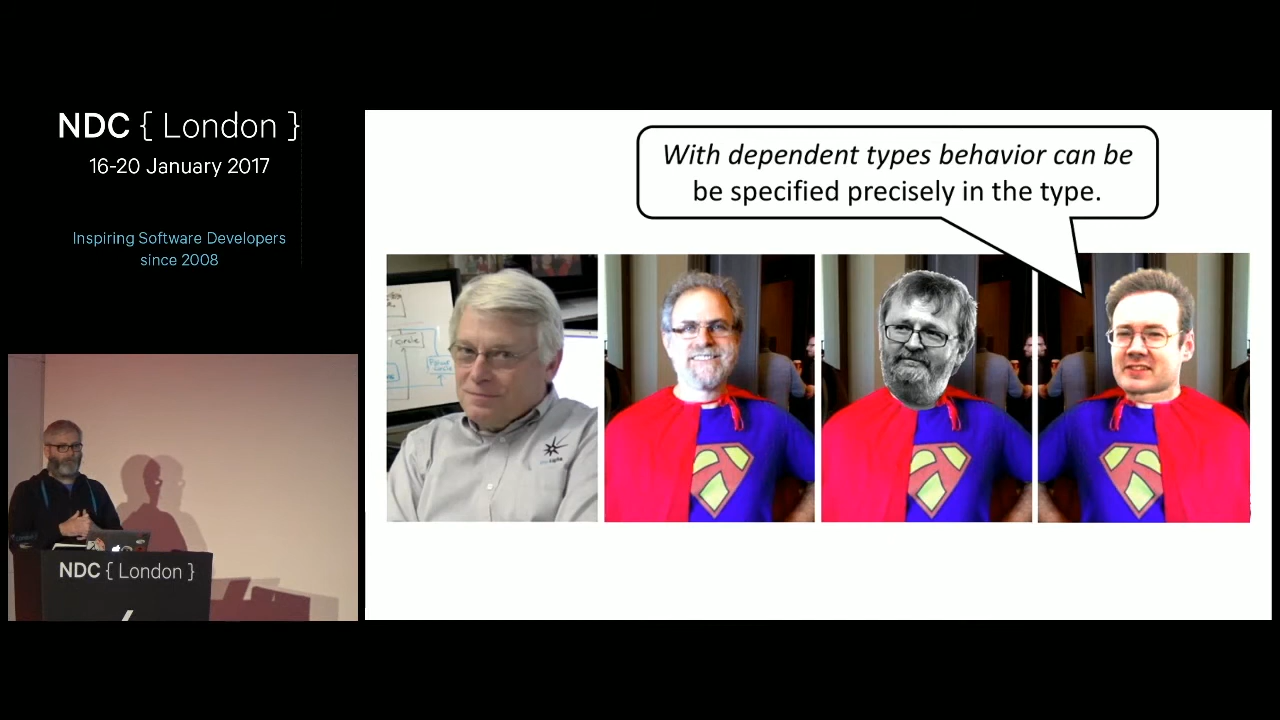 NDC { London }
16-20 January 2017
Inspiring Software Developers
since 2008
With dependent types behavior can be
be specified precisely in the type.
circle
NDC { London }